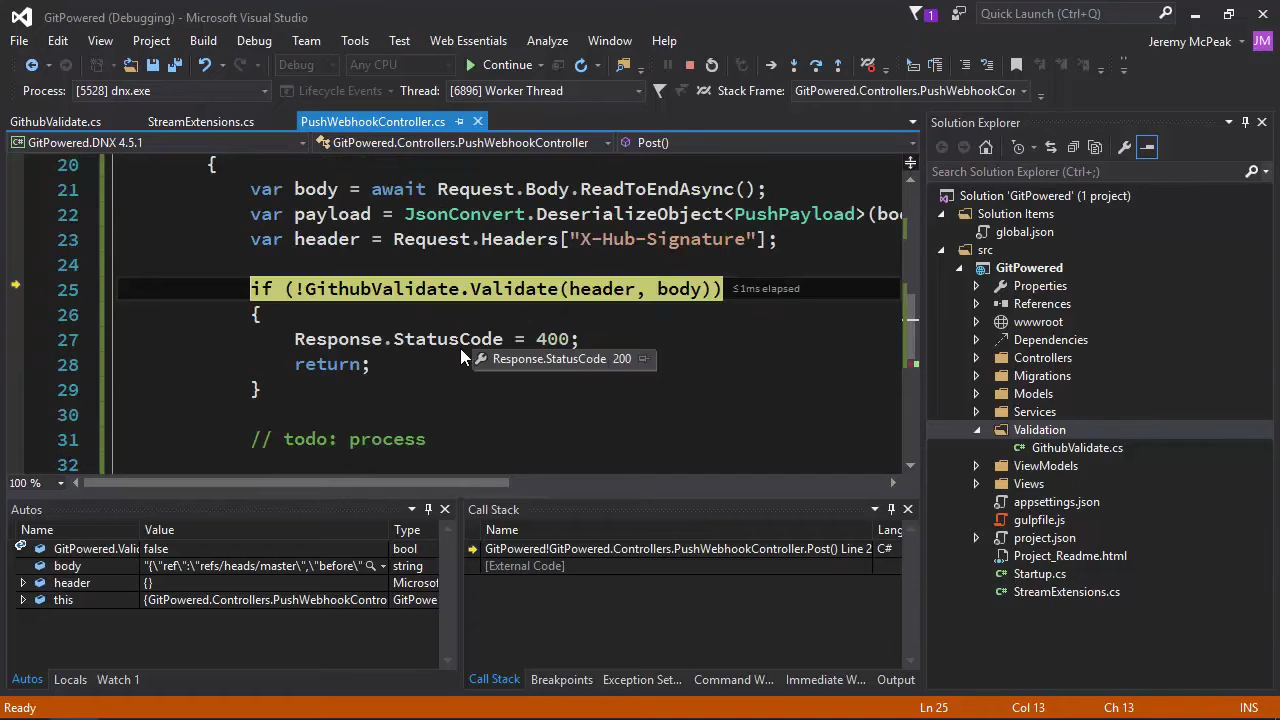 GitPowered (Debugging) - Microsoft Visual Studio
1
Quick Launch (Ctrl+Q)
File Edit View Project Build Debug Team Tools Test Web Essentials Analyze Window Help
Jeremy McPeak
JM
Debug Any CPU Continue
Process: [5528] dnx.exe Lifecycle Events Thread: [6896] Worker Thread Stack Frame: GitPowered.Controllers.PushWebhookCor
GithubValidate.cs StreamExtensions.cs PushWebhookController.cs
GitPowered.DNX 4.5.1 GitPowered.Controllers.PushWebhookController Post()
20 {
21 var body = await Request.Body.ReadToEndAsync();
22 var payload = JsonConvert.DeserializeObject<PushPayload>(bo
23 var header = Request.Headers["X-Hub-Signature"];
24
25 if (!GithubValidate.Validate(header, body)) ≤1ms elapsed
26 {
27 Response.StatusCode = 400;
Response.StatusCode 200
28 return;
29 }
30
31 // todo: process
32
100 %
Solution Explorer
Search Solution Explorer (Ctrl+;)
Solution 'GitPowered' (1 project)
Solution Items
global.json
src
GitPowered
Properties
References
wwwroot
Dependencies
Controllers
Migrations
Models
Services
Validation
GithubValidate.cs
ViewModels
Views
appsettings.json
gulpfile.js
project.json
Project_Readme.html
Startup.cs
StreamExtensions.cs
Autos
Name Value Type
GitPowered.Valic false bool
body "{\"ref\":\"refs/heads/master\",\"before\" string
header {} Microsof
this {GitPowered.Controllers.PushWebhookContro GitPowe
Autos Locals Watch 1
Call Stack
Name Lang
GitPowered!GitPowered.Controllers.PushWebhookController.Post() Line 2 C#
[External Code]
Call Stack Breakpoints Exception Set... Command W... Immediate W... Output
Ready Ln 25 Col 13 Ch 13 INS